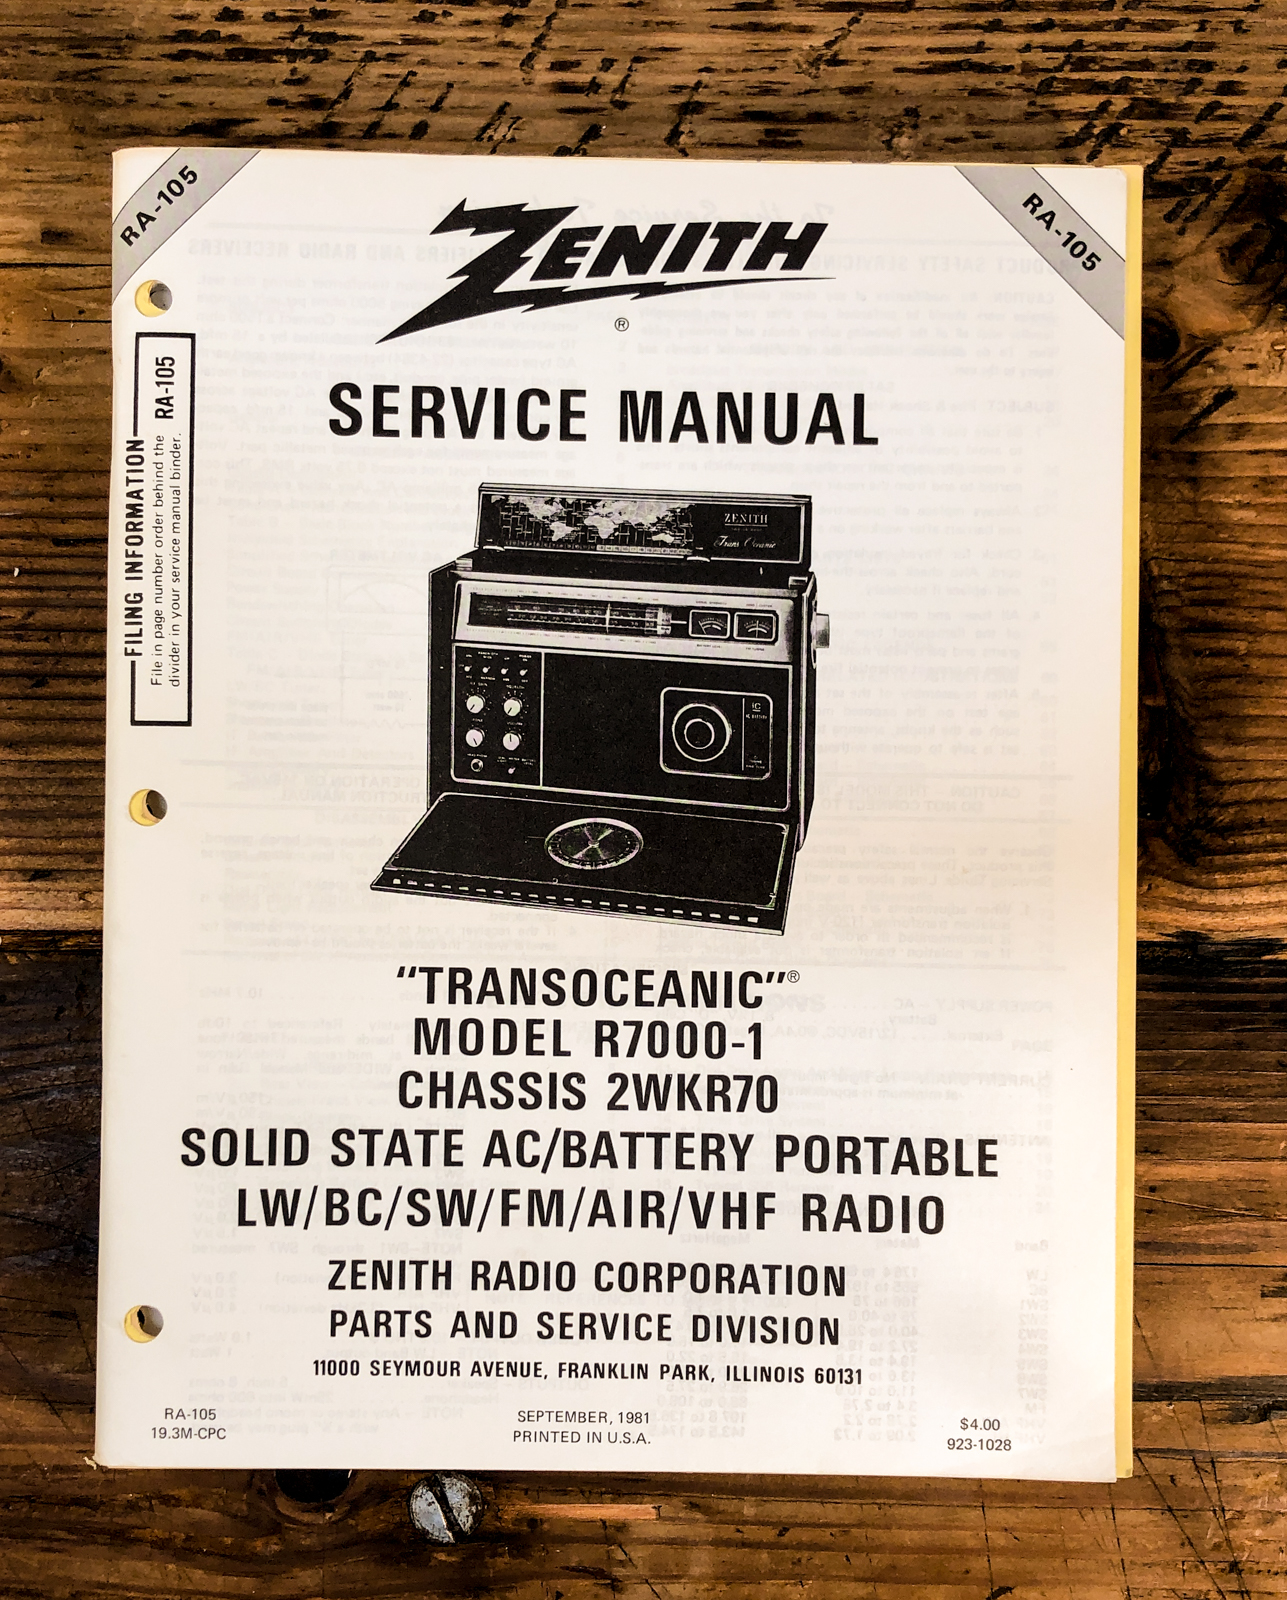 RA-105
RA-105
ZENITH
®
SERVICE MANUAL
FILING INFORMATION
File in page number order behind the
divider in your service manual binder.
RA-105
ZENITH
Trans Oceanic
"TRANSOCEANIC"®
MODEL R7000-1
CHASSIS 2WKR70
SOLID STATE AC/BATTERY PORTABLE
LW/BC/SW/FM/AIR/VHF RADIO
ZENITH RADIO CORPORATION
PARTS AND SERVICE DIVISION
11000 SEYMOUR AVENUE, FRANKLIN PARK, ILLINOIS 60131
RA-105
19.3M-CPC
SEPTEMBER, 1981
PRINTED IN U.S.A.
$4.00
923-1028